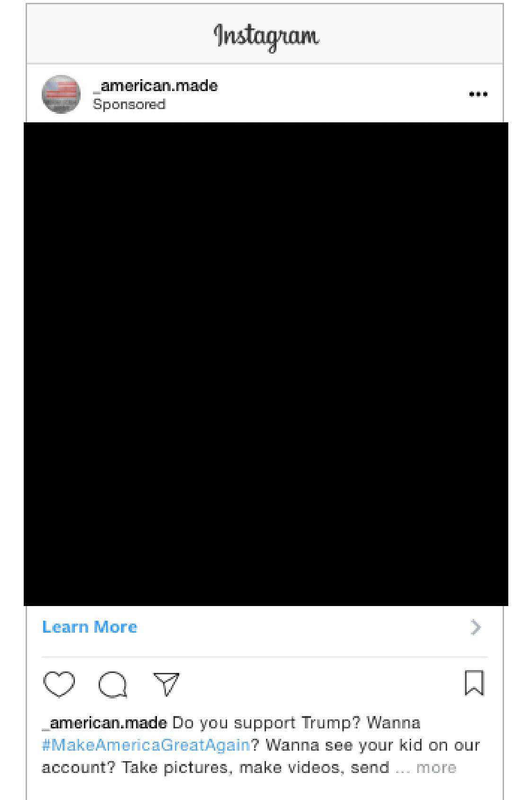 Instagram
_american.made
Sponsored
Learn More
_american.made Do you support Trump? Wanna
#MakeAmericaGreatAgain? Wanna see your kid on our
account? Take pictures, make videos, send ... more